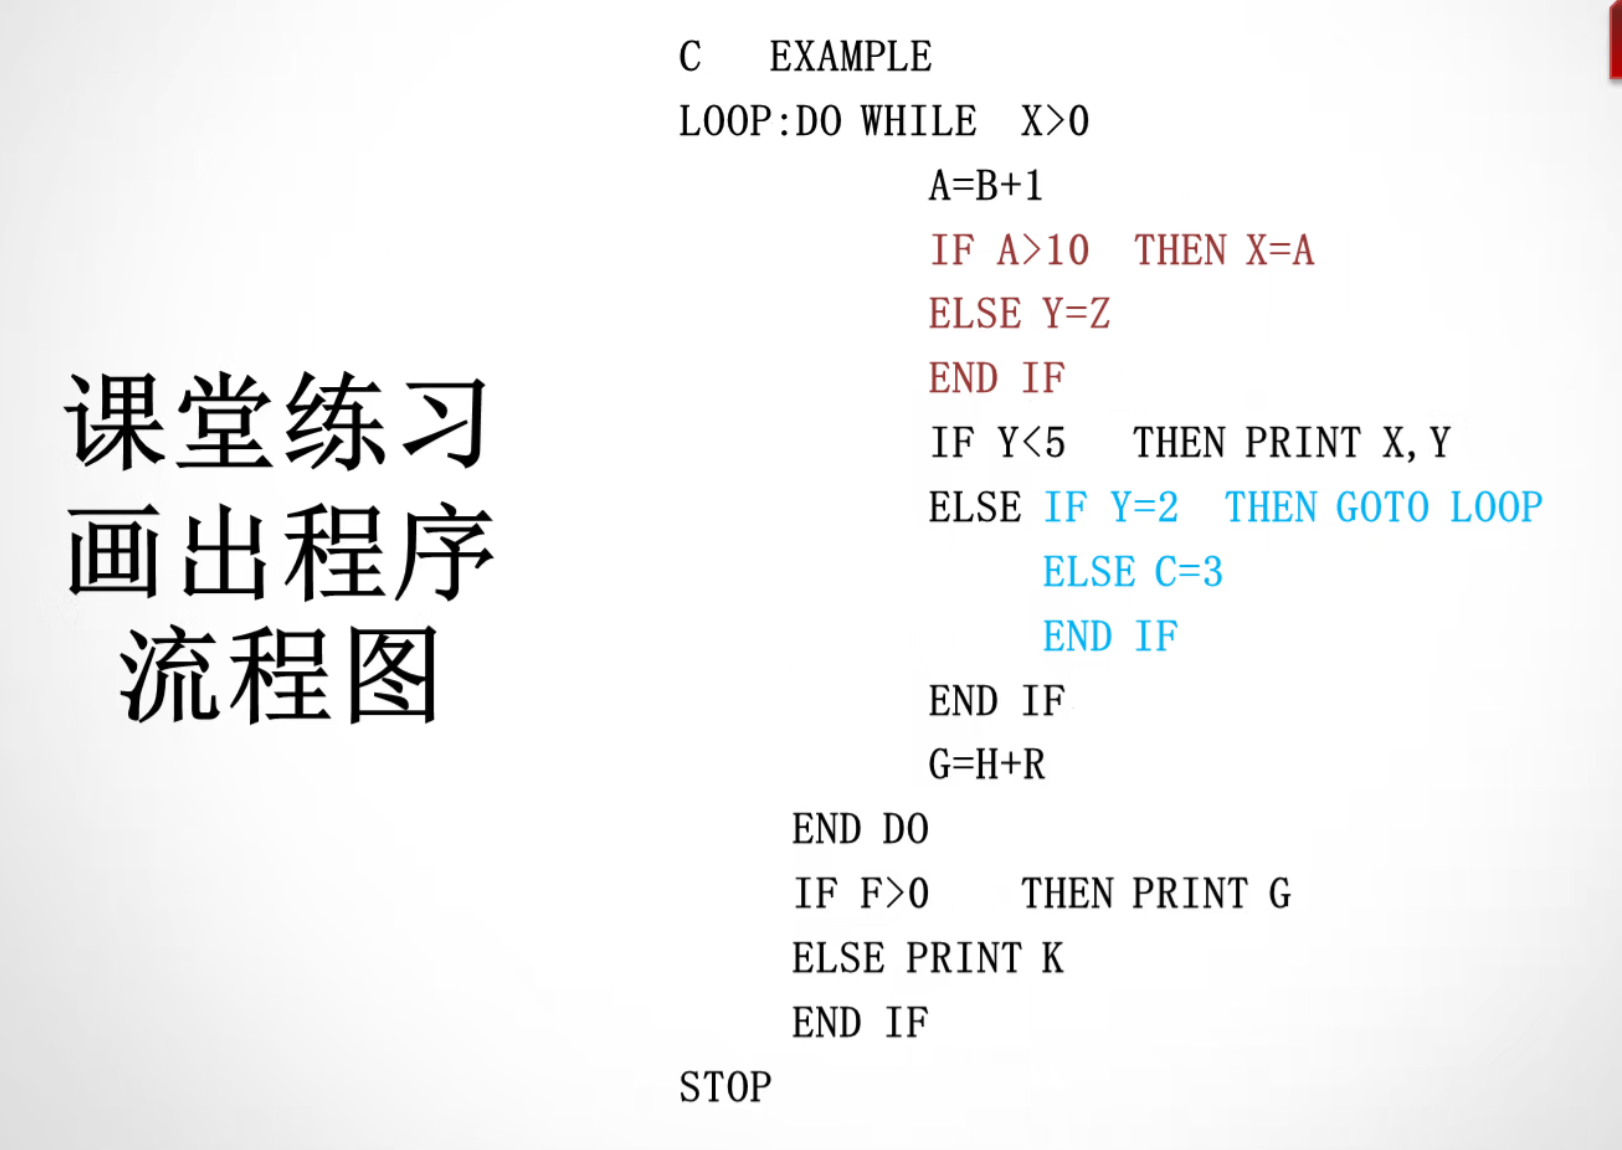 课堂练习
画出程序
流程图
C   EXAMPLE
LOOP:DO WHILE  X>0
A=B+1
IF A>10  THEN X=A
ELSE Y=Z
END IF
IF Y<5   THEN PRINT X,Y
ELSE IF Y=2  THEN GOTO LOOP
ELSE C=3
END IF
END IF
G=H+R
END DO
IF F>0    THEN PRINT G
ELSE PRINT K
END IF
STOP